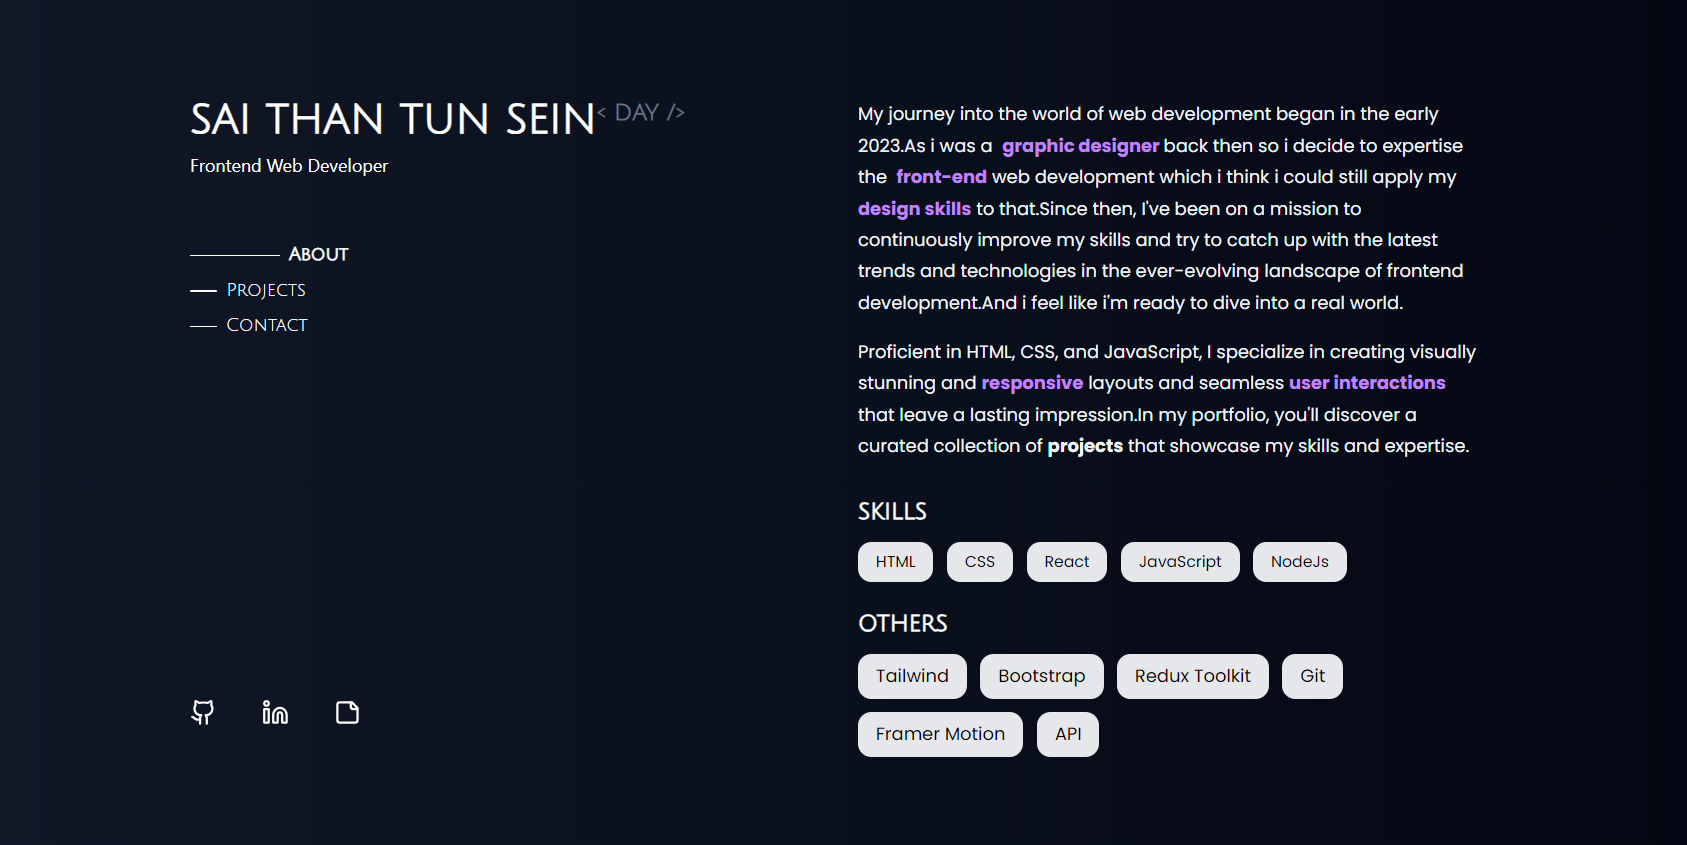 SAI THAN TUN SEIN< DAY />
Frontend Web Developer
ABOUT
PROJECTS
CONTACT
My journey into the world of web development began in the early
2023.As i was a graphic designer back then so i decide to expertise
the front-end web development which i think i could still apply my
design skills to that.Since then, I've been on a mission to
continuously improve my skills and try to catch up with the latest
trends and technologies in the ever-evolving landscape of frontend
development.And i feel like i'm ready to dive into a real world.
Proficient in HTML, CSS, and JavaScript, I specialize in creating visually
stunning and responsive layouts and seamless user interactions
that leave a lasting impression.In my portfolio, you'll discover a
curated collection of projects that showcase my skills and expertise.
SKILLS
HTML CSS React JavaScript NodeJs
OTHERS
Tailwind Bootstrap Redux Toolkit Git
Framer Motion API